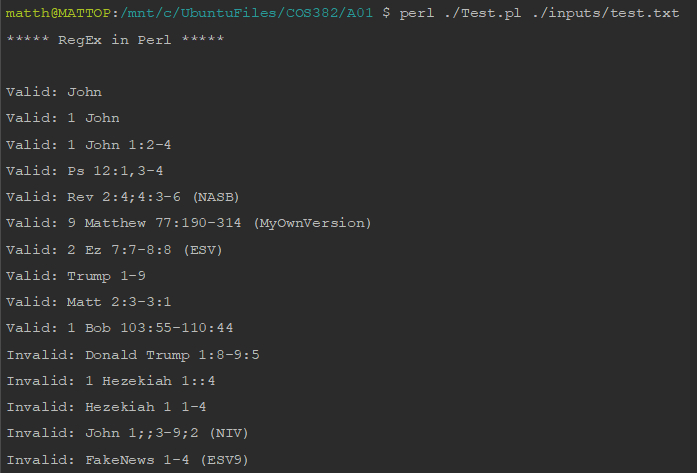 matth@MATTOP:/mnt/c/UbuntuFiles/COS382/A01 $ perl ./Test.pl ./inputs/test.txt
***** RegEx in Perl *****
Valid: John
Valid: 1 John
Valid: 1 John 1:2-4
Valid: Ps 12:1,3-4
Valid: Rev 2:4;4:3-6 (NASB)
Valid: 9 Matthew 77:190-314 (MyOwnVersion)
Valid: 2 Ez 7:7-8:8 (ESV)
Valid: Trump 1-9
Valid: Matt 2:3-3:1
Valid: 1 Bob 103:55-110:44
Invalid: Donald Trump 1:8-9:5
Invalid: 1 Hezekiah 1::4
Invalid: Hezekiah 1 1-4
Invalid: John 1;;3-9;2 (NIV)
Invalid: FakeNews 1-4 (ESV9)